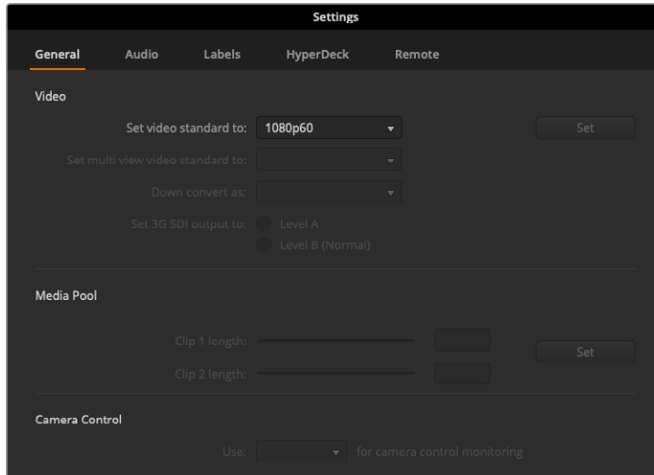 Settings
General Audio Labels HyperDeck Remote
Video
Set video standard to: 1080p60 Set
Set multi view video standard to:
Down convert as:
Set 3G SDI output to: Level A
Level B (Normal)
Media Pool
Clip 1 length:
Set
Clip 2 length:
Camera Control
Use: for camera control monitoring